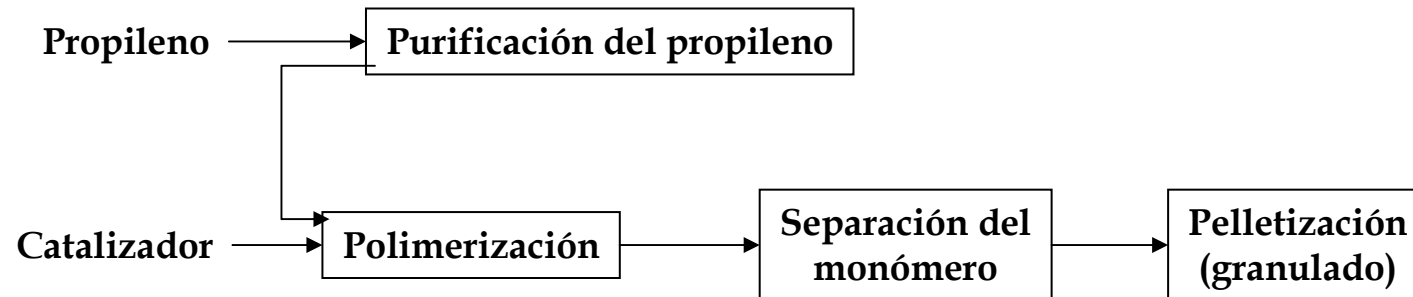 Propileno
Purificación del propileno
Catalizador
Polimerización
Separación del
monómero
Pelletización
(granulado)